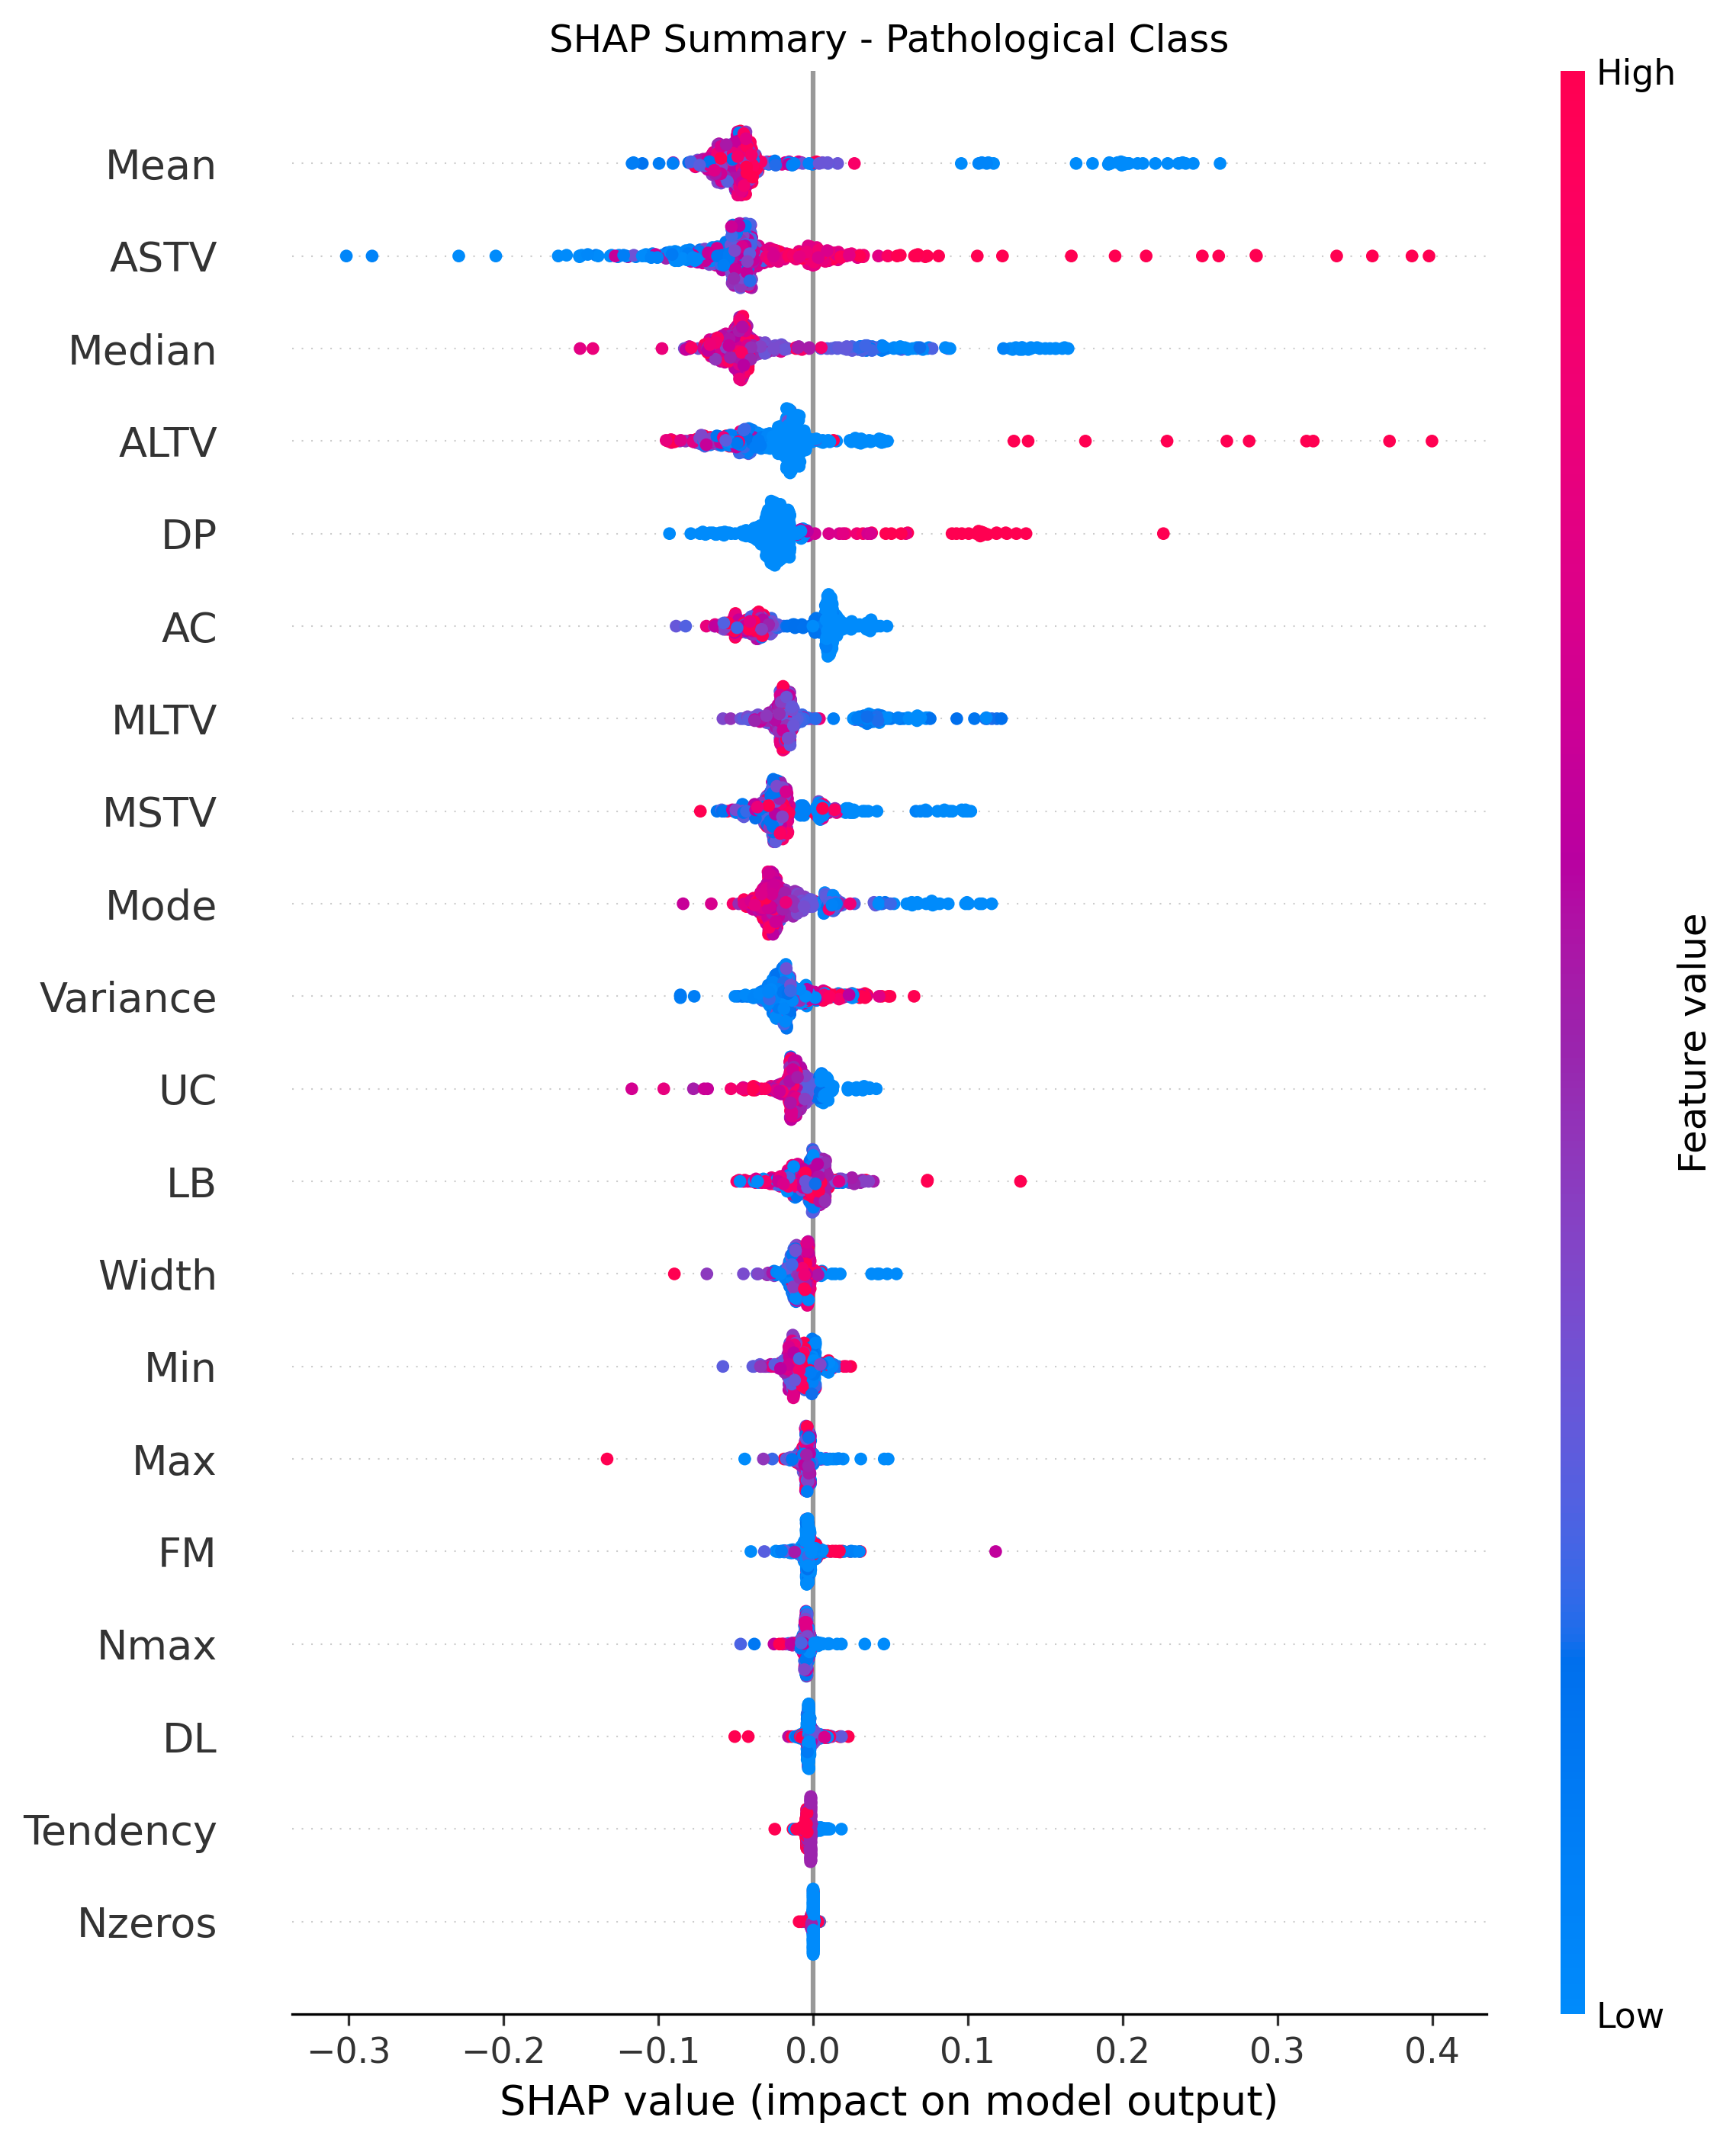 SHAP Summary - Pathological Class
High
Mean
ASTV
Median
ALTV
DP
AC
MLTV
MSTV
Mode
Variance
UC
LB
Width
Min
Max
FM
Nmax
DL
Tendency
Nzeros
Feature value
Low
−0.3 −0.2 −0.1 0.0 0.1 0.2 0.3 0.4
SHAP value (impact on model output)